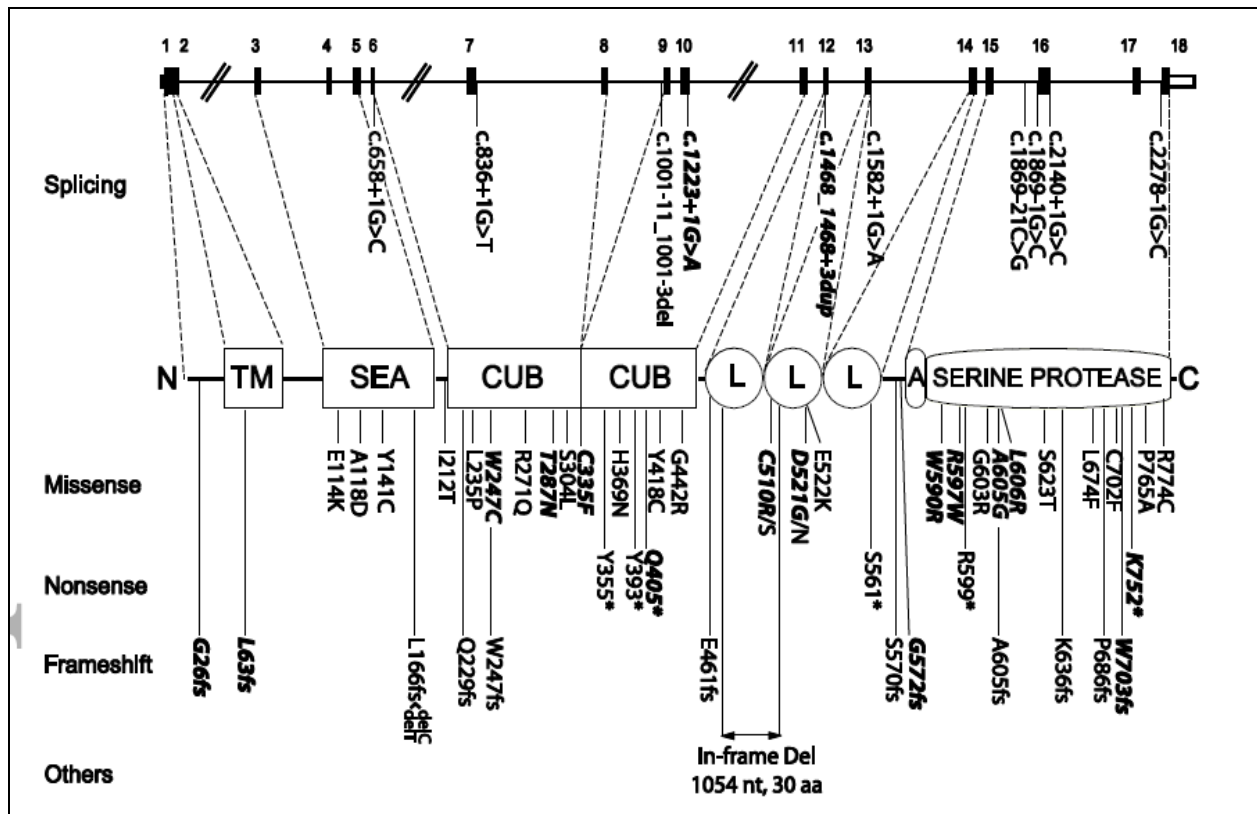 1 2 3 4 5 6 7 8 9 10 11 12 13 14 15 16 17 18
Splicing
c.658+1G>C
c.836+1G>T
c.1001-11_1001-3del
c.1223+1G>A
c.1468_1468+3dup
c.1582+1G>A
c.1869-21C>G
c.1869-1G>C
c.2140+1G>C
c.2278-1G>C
N TM SEA CUB CUB L L L A SERINE PROTEASE C
Missense
E114K
A118D
Y141C
I212T
L235P
W247C
R271Q
T287N
S304L
C335F
H369N
Y418C
G442R
C510R/S
D521G/N
E522K
W590R
R597W
G603R
A605G
L606R
S623T
L674F
C702F
P765A
R774C
Nonsense
Y355*
Y393*
Q405*
S561*
R599*
K752*
Frameshift
G26fs
L63fs
L166fs<delC
delT
Q229fs
W247fs
E461fs
S570fs
G572fs
A605fs
K636fs
P686fs
W703fs
Others
In-frame Del
1054 nt, 30 aa